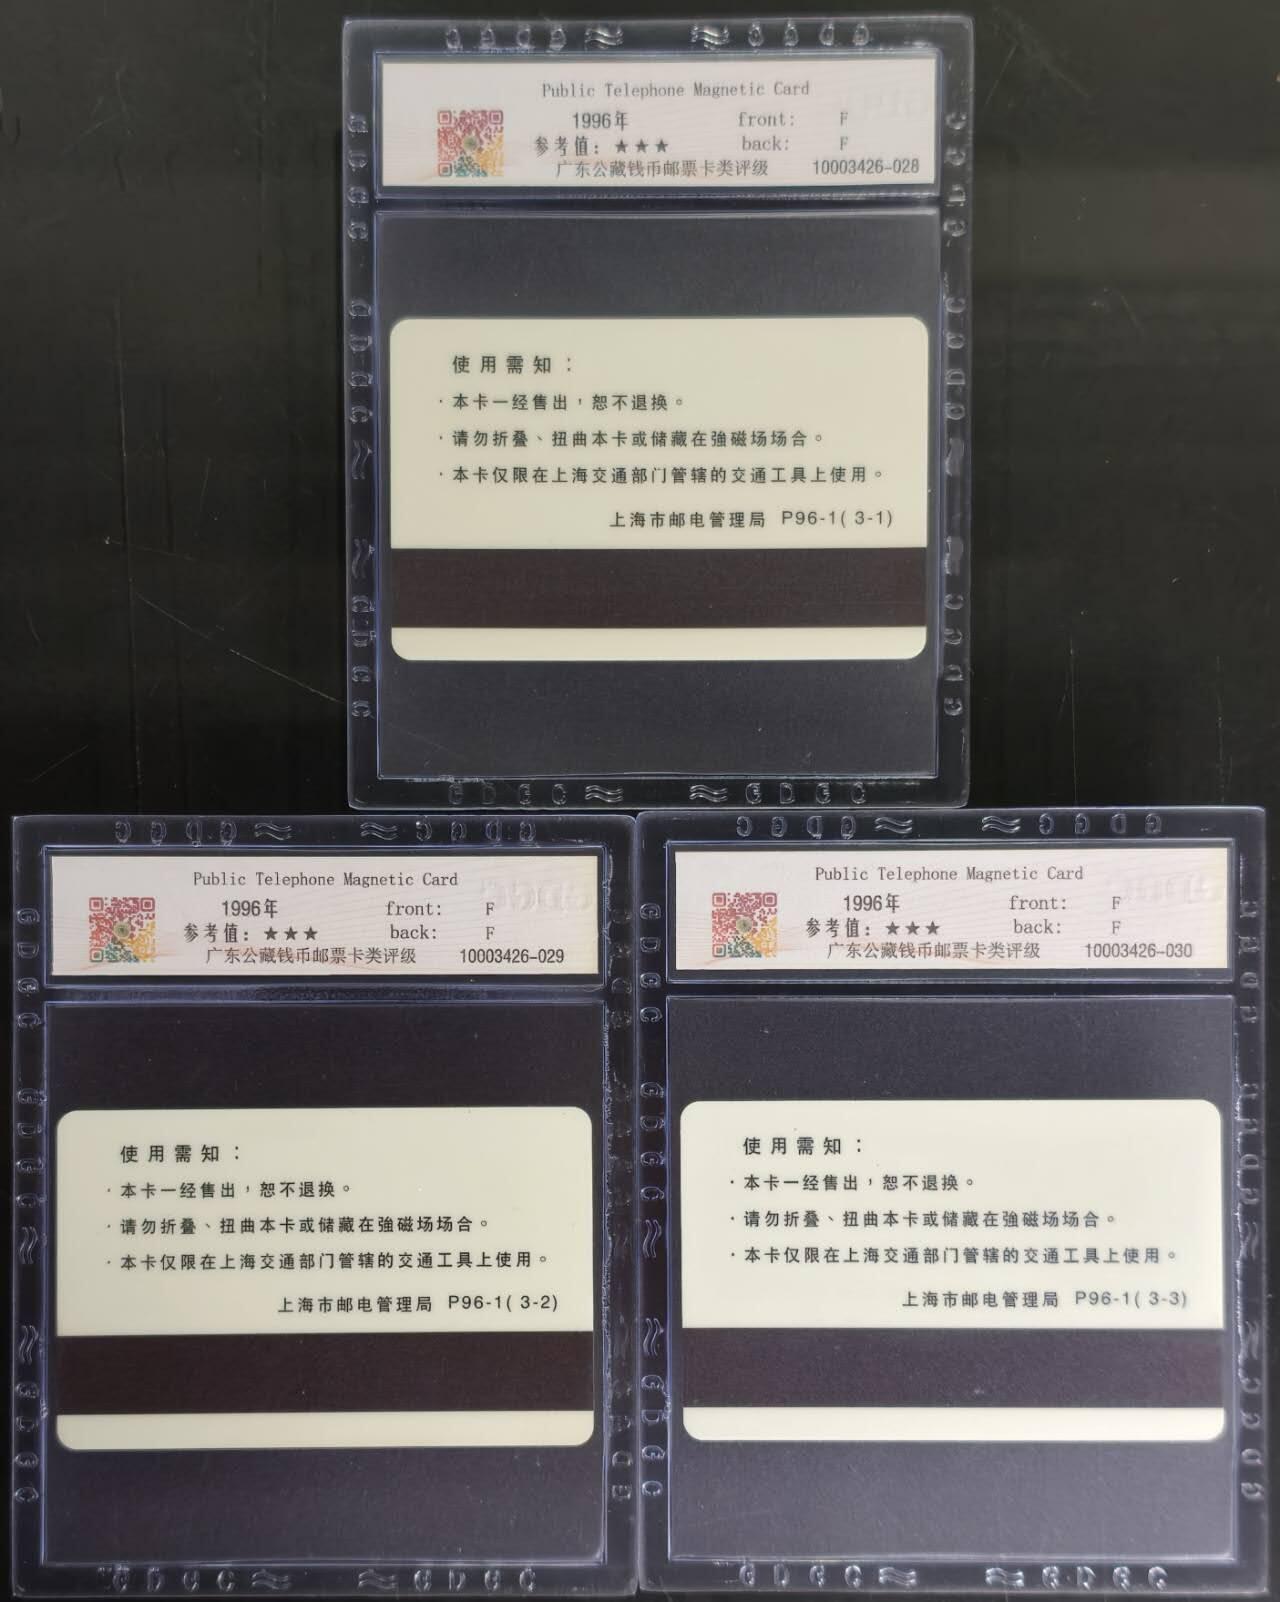 Public Telephone Magnetic Card
1996年 front: F
参考值：★★★ back: F
广东公藏钱币邮票卡类评级 10003426-028
使用需知：
·本卡一经售出，恕不退换。
·请勿折叠、扭曲本卡或储藏在強磁场场合。
·本卡仅限在上海交通部门管辖的交通工具上使用。
上海市邮电管理局 P96-1( 3-1)
Public Telephone Magnetic Card
1996年 front: F
参考值：★★★ back: F
广东公藏钱币邮票卡类评级 10003426-029
使用需知：
·本卡一经售出，恕不退换。
·请勿折叠、扭曲本卡或储藏在強磁场场合。
·本卡仅限在上海交通部门管辖的交通工具上使用。
上海市邮电管理局 P96-1( 3-2)
Public Telephone Magnetic Card
1996年 front: F
参考值：★★★ back: F
广东公藏钱币邮票卡类评级 10003426-030
使用需知：
·本卡一经售出，恕不退换。
·请勿折叠、扭曲本卡或储藏在強磁场场合。
·本卡仅限在上海交通部门管辖的交通工具上使用。
上海市邮电管理局 P96-1( 3-3)